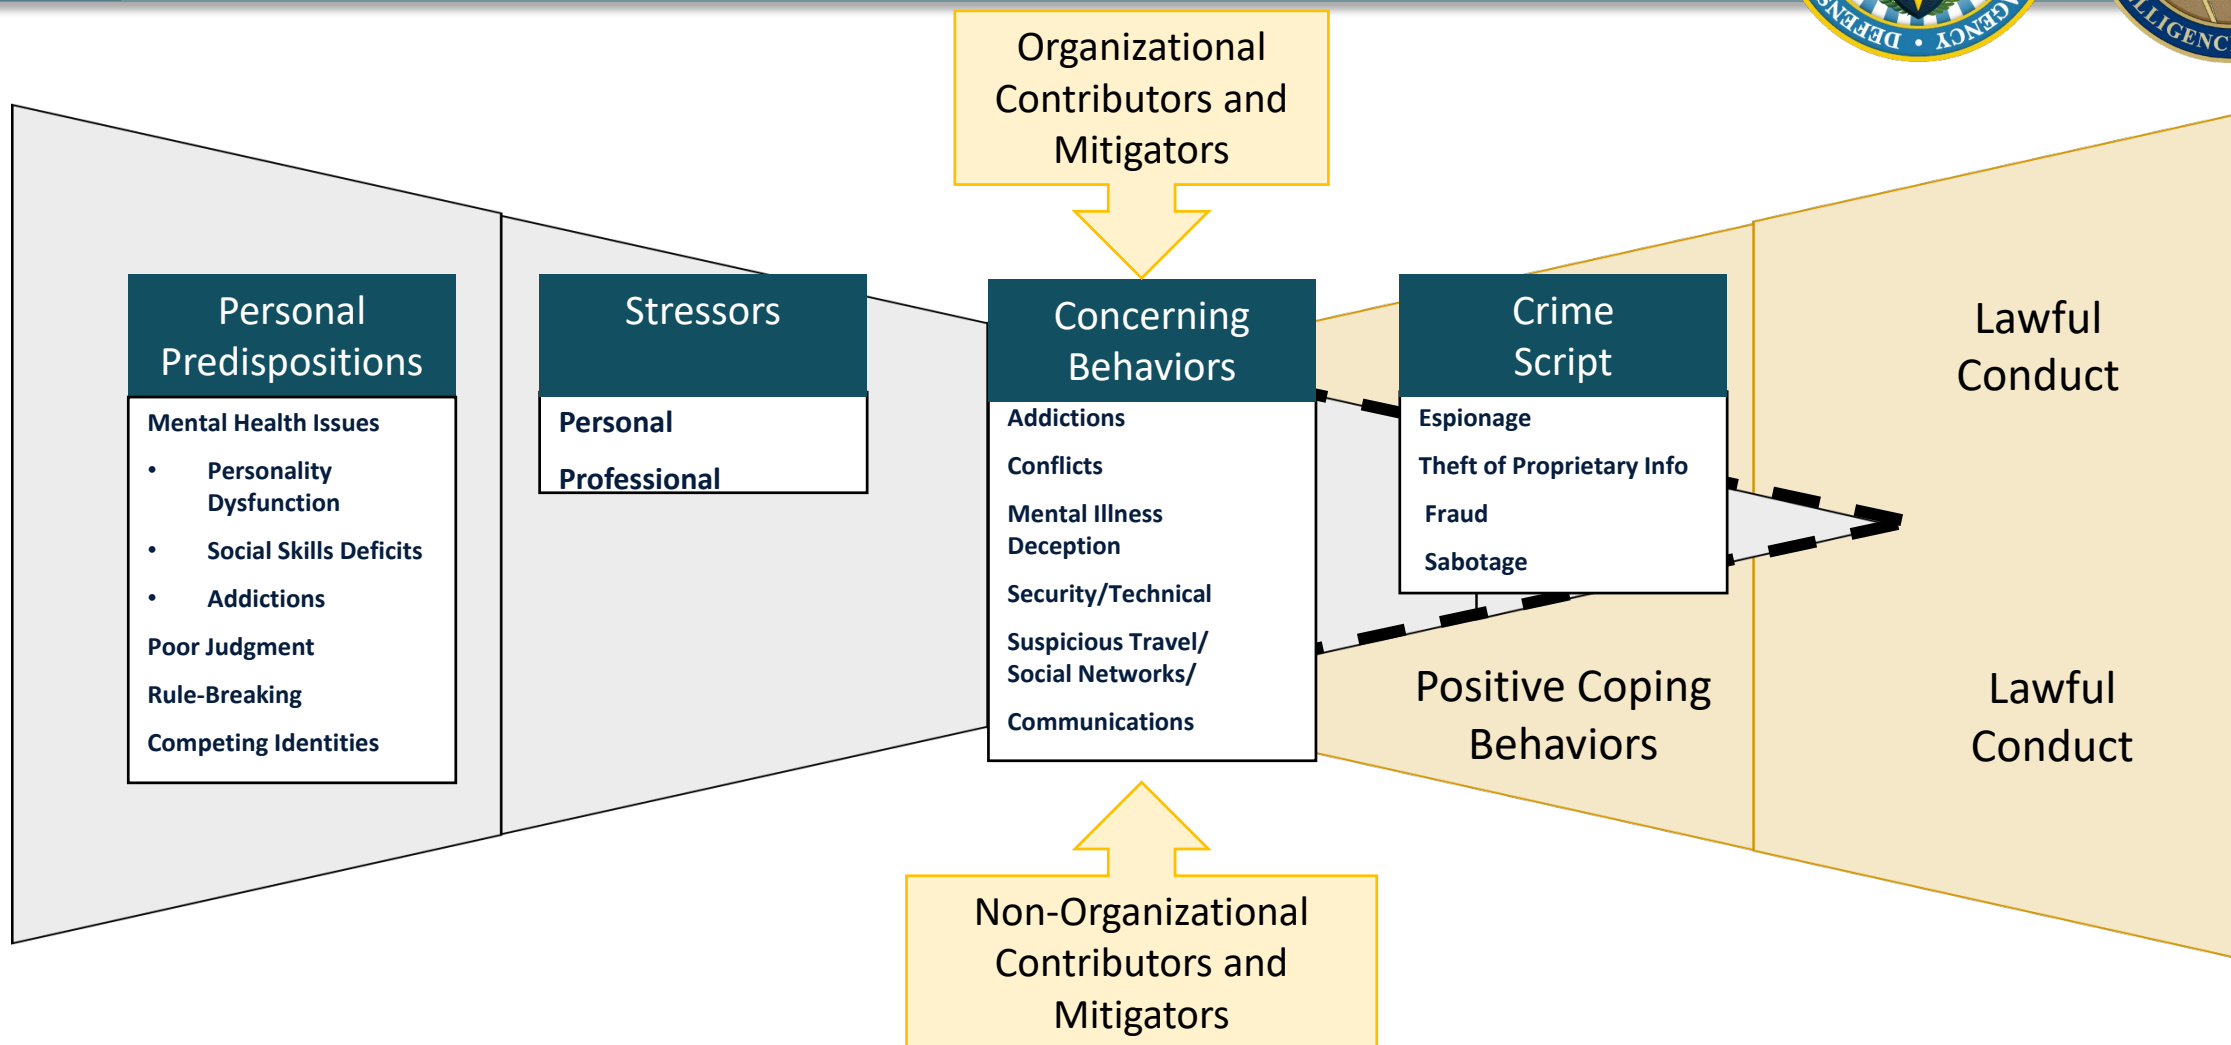 AGENCY • DEFENS
LLIGENC
Organizational
Contributors and
Mitigators
Personal
Predispositions
Mental Health Issues
• Personality
Dysfunction
• Social Skills Deficits
• Addictions
Poor Judgment
Rule-Breaking
Competing Identities
Stressors
Personal
Professional
Concerning
Behaviors
Addictions
Conflicts
Mental Illness
Deception
Security/Technical
Suspicious Travel/
Social Networks/
Communications
Crime
Script
Espionage
Theft of Proprietary Info
Fraud
Sabotage
Lawful
Conduct
Positive Coping
Behaviors
Lawful
Conduct
Non-Organizational
Contributors and
Mitigators